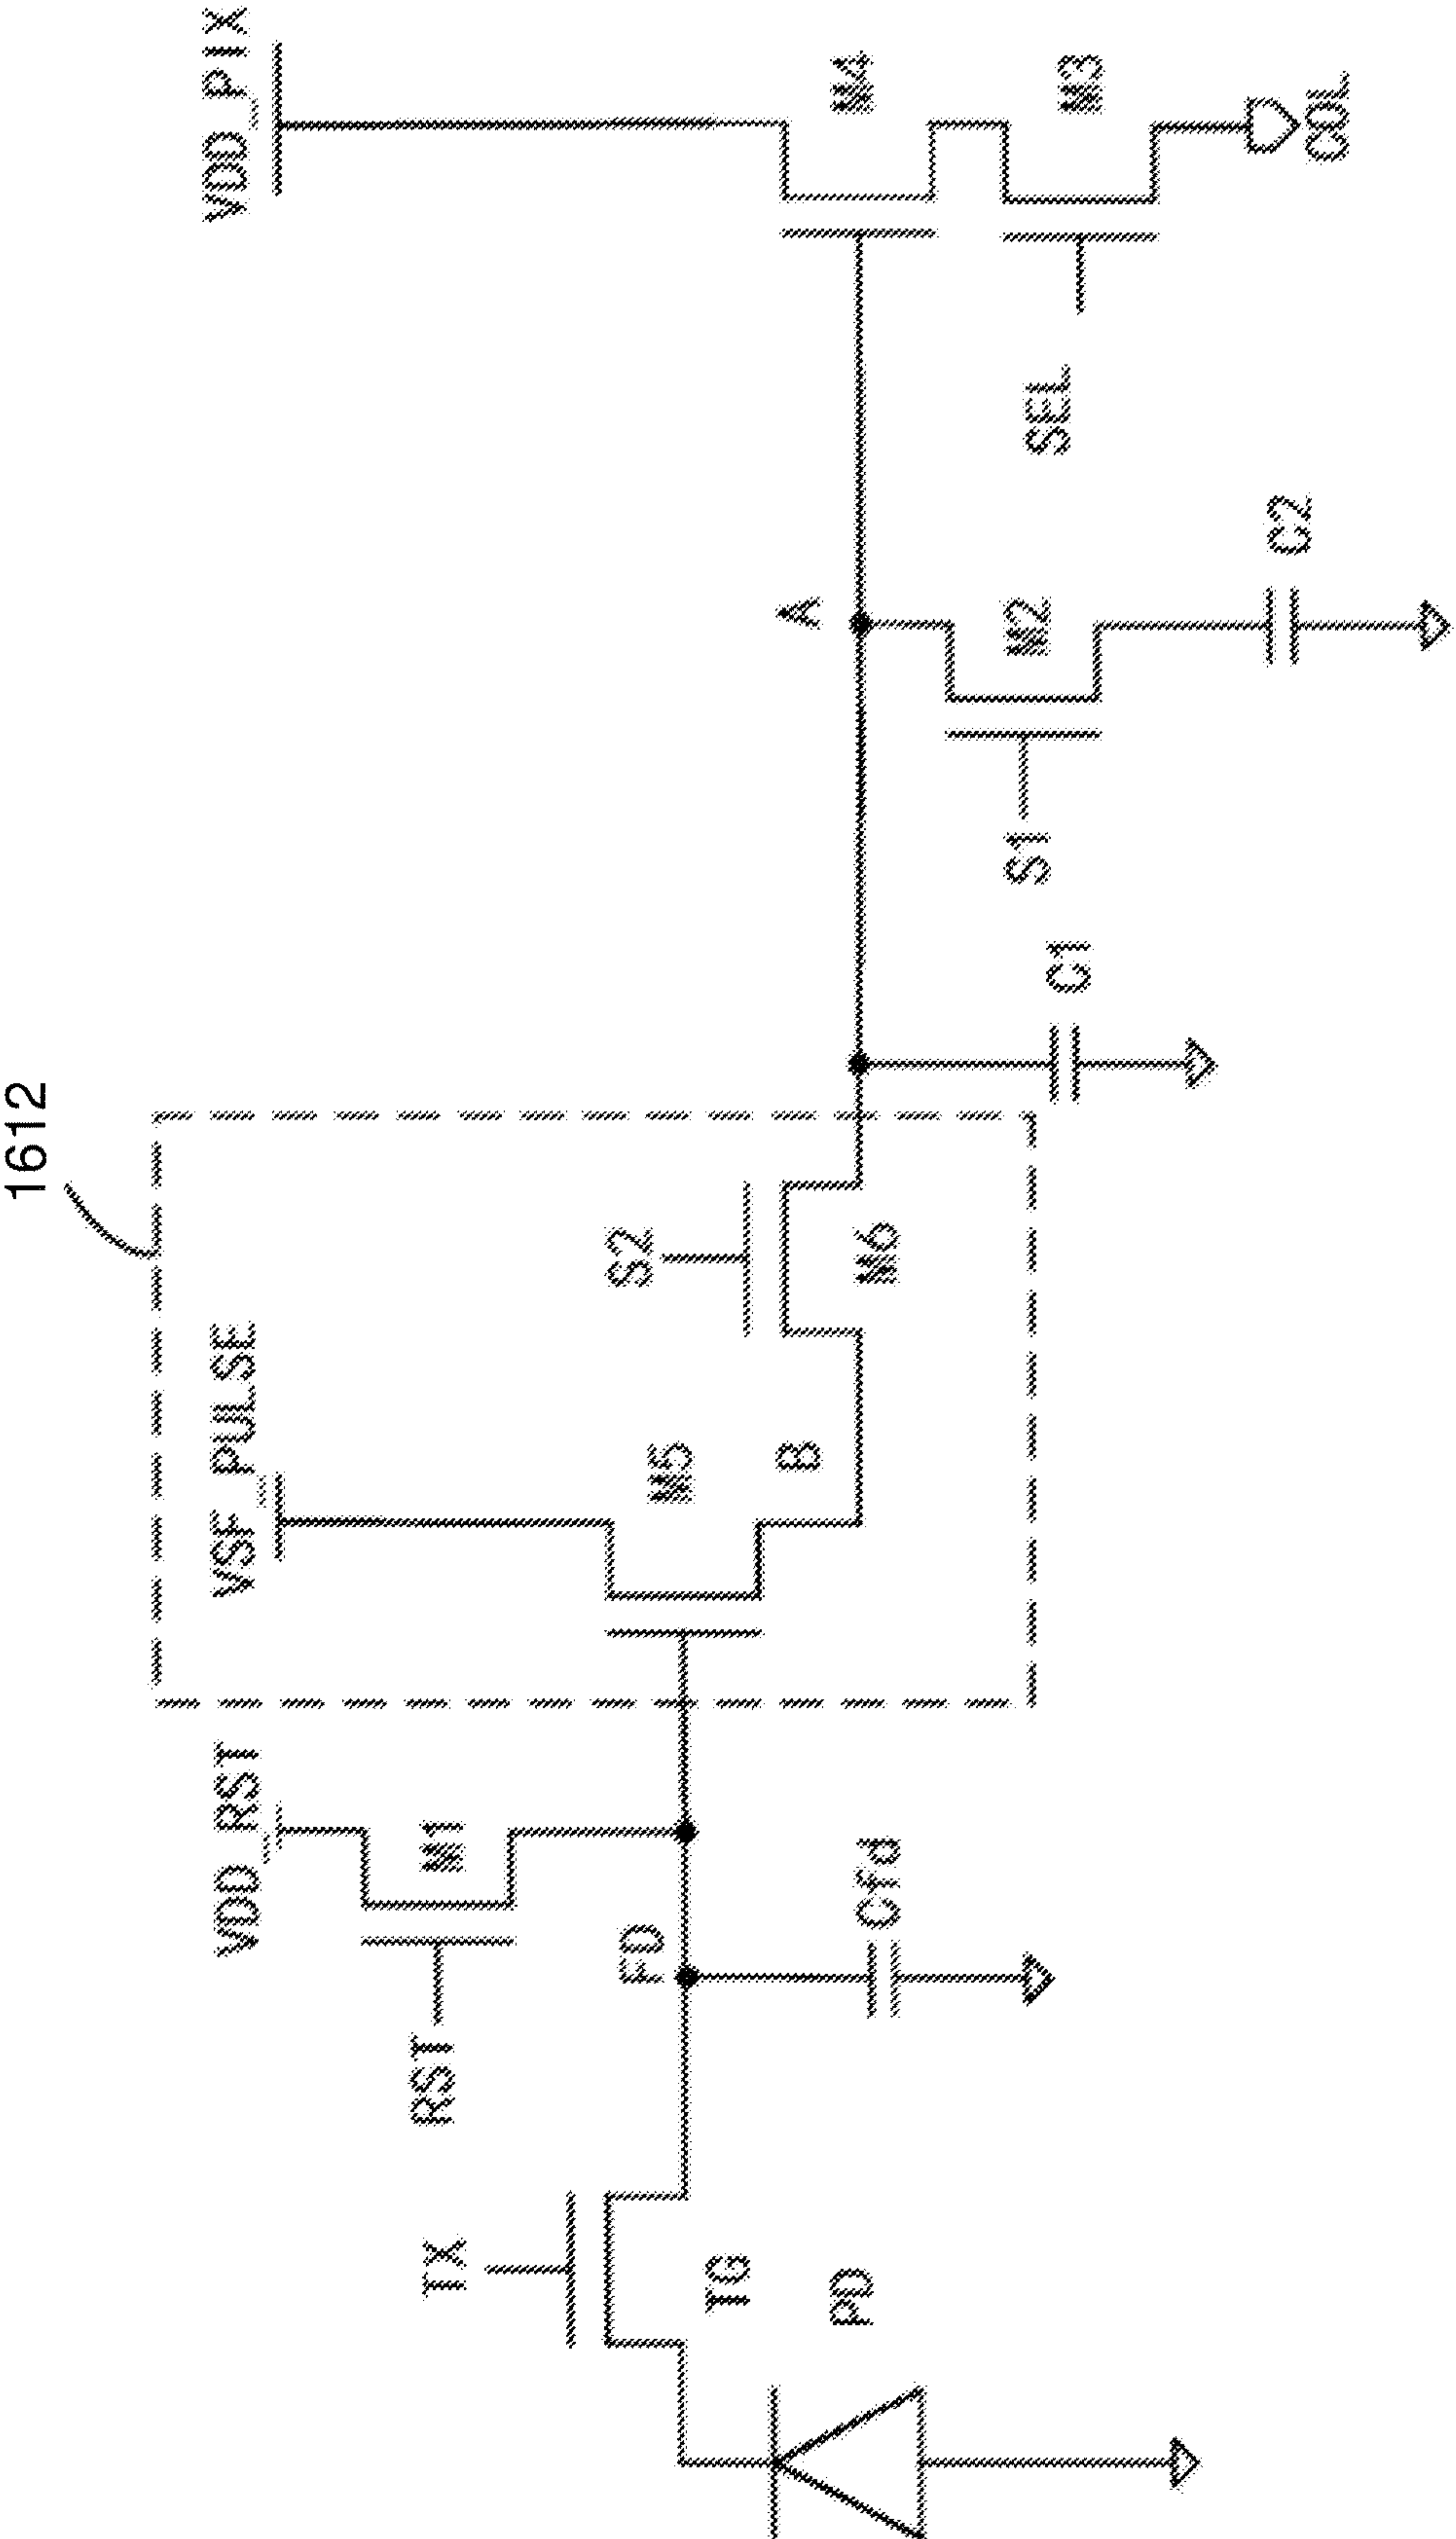 1612
VDD_RST
VSF_PULSE
VDD_PIX
TX
RST
M1
FD
S2
M5
B
M6
A
M4
TG
PD
Cfd
C1
S1
M2
C2
SEL
M3
COL